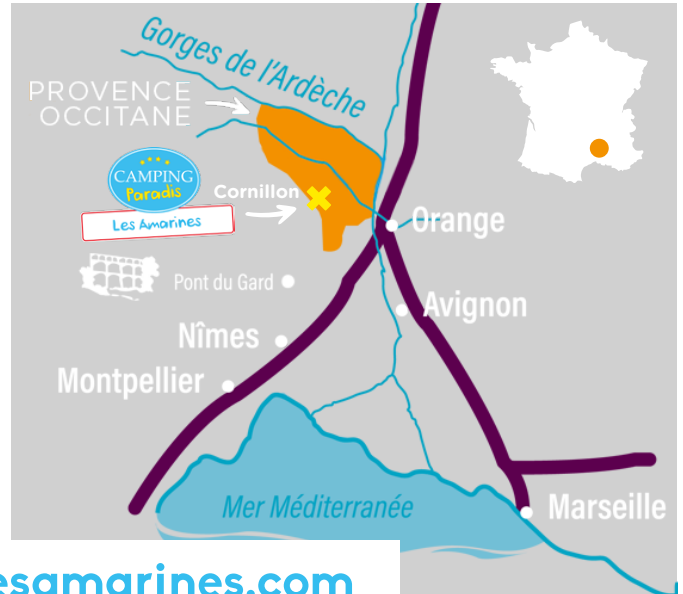 Gorges de l'Ardèche
PROVENCE
OCCITANE
CAMPING
Paradis
Les Amarines
Cornillon
Orange
Pont du Gard
Avignon
Nîmes
Montpellier
Mer Méditerranée
Marseille
esamarines.com